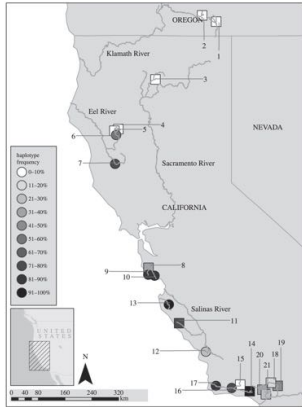 OREGON
2
1
Klamath River
3
Eel River
4
5
6
NEVADA
7
Sacramento River
haplotype
frequency
0–10%
11–20%
21–30%
31–40%
41–50%
51–60%
61–70%
71–80%
81–90%
91–100%
CALIFORNIA
8
9
10
13
Salinas River
11
UNITED
STATES
12
N
14
15
16
17
18
19
20
21
0
80
160
240
320
km